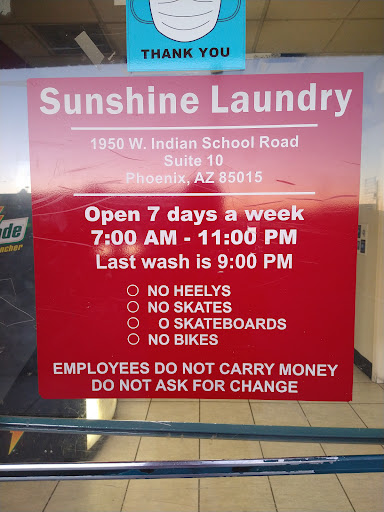 THANK YOU
Sunshine Laundry
1950 W. Indian School Road
Suite 10
Phoenix, AZ 85015
Open 7 days a week
7:00 AM - 11:00 PM
Last wash is 9:00 PM
NO HEELYS
NO SKATES
O SKATEBOARDS
NO BIKES
EMPLOYEES DO NOT CARRY MONEY
DO NOT ASK FOR CHANGE